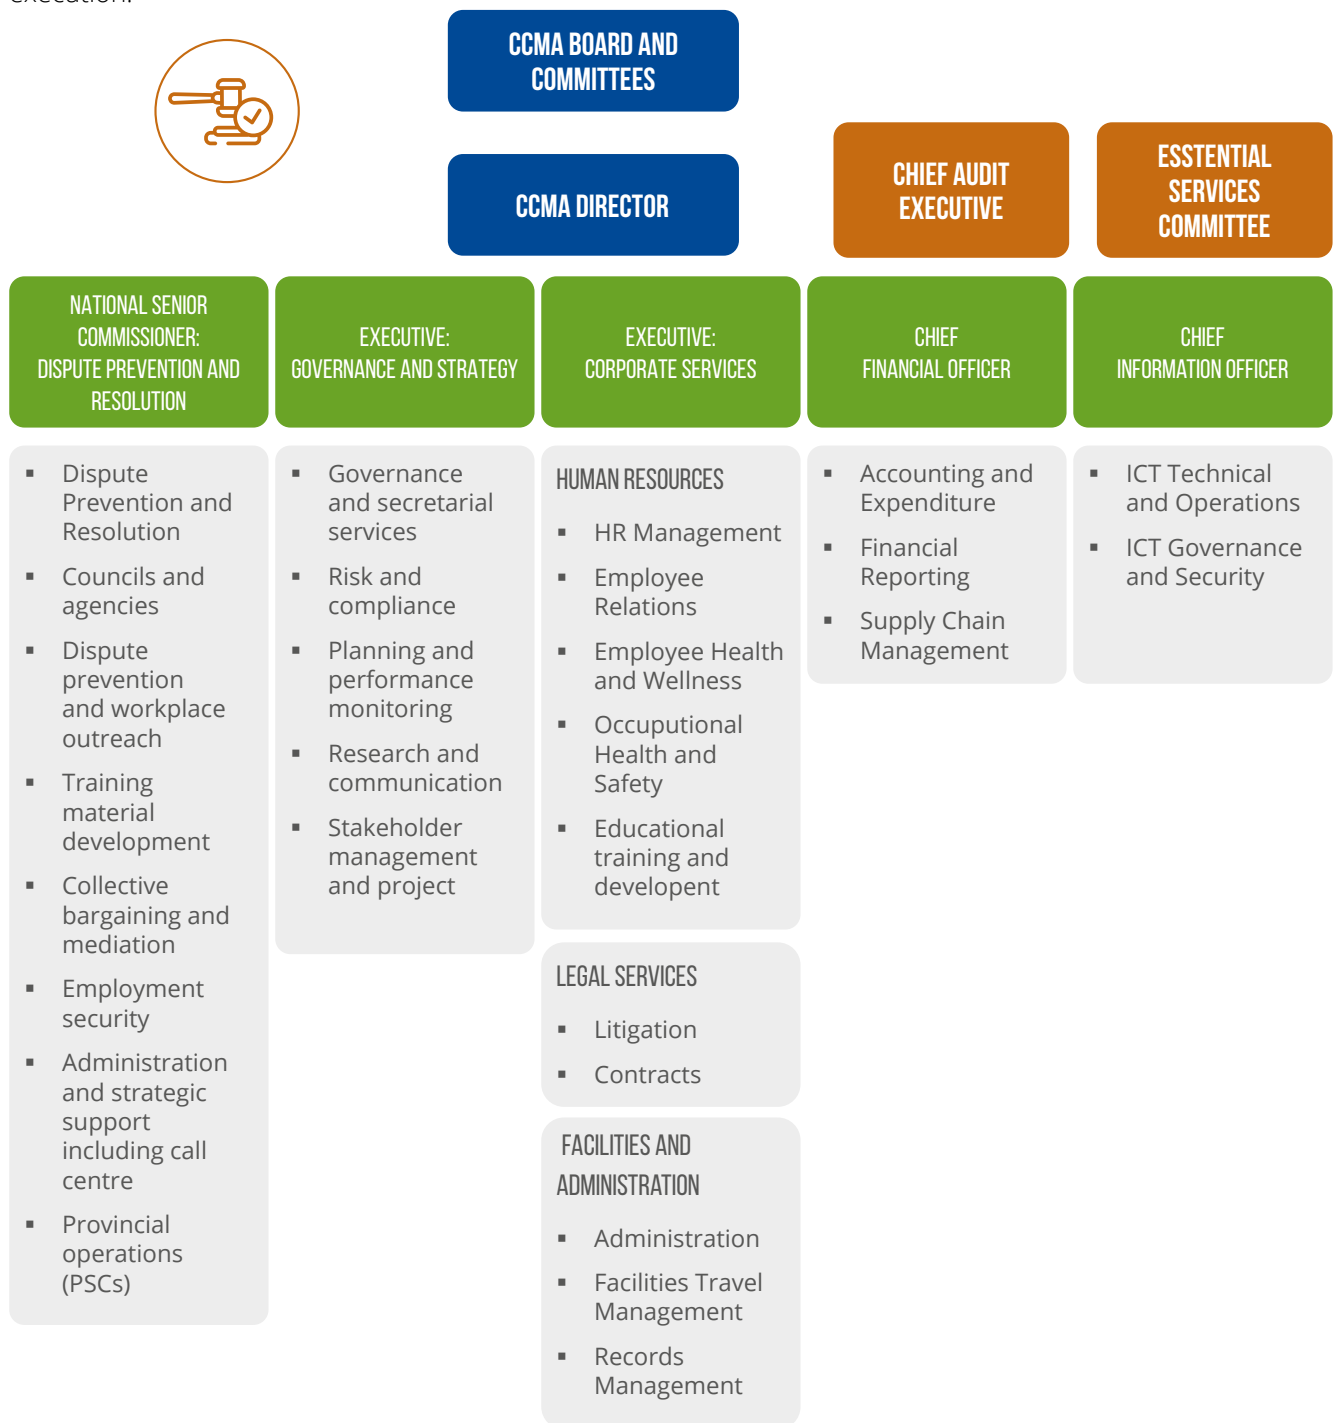 CCMA BOARD AND
COMMITTEES
CCMA DIRECTOR
CHIEF AUDIT
EXECUTIVE
ESSTENTIAL
SERVICES
COMMITTEE
NATIONAL SENIOR
COMMISSIONER:
DISPUTE PREVENTION AND
RESOLUTION
EXECUTIVE:
GOVERNANCE AND STRATEGY
EXECUTIVE:
CORPORATE SERVICES
CHIEF
FINANCIAL OFFICER
CHIEF
INFORMATION OFFICER
▪ Dispute
Prevention and
Resolution
▪ Councils and
agencies
▪ Dispute
prevention
and workplace
outreach
▪ Training
material
development
▪ Collective
bargaining and
mediation
▪ Employment
security
▪ Administration
and strategic
support
including call
centre
▪ Provincial
operations
(PSCs)
▪ Governance
and secretarial
services
▪ Risk and
compliance
▪ Planning and
performance
monitoring
▪ Research and
communication
▪ Stakeholder
management
and project
HUMAN RESOURCES
▪ HR Management
▪ Employee
Relations
▪ Employee Health
and Wellness
▪ Occuputional
Health and
Safety
▪ Educational
training and
developent
LEGAL SERVICES
▪ Litigation
▪ Contracts
FACILITIES AND
ADMINISTRATION
▪ Administration
▪ Facilities Travel
Management
▪ Records
Management
▪ Accounting and
Expenditure
▪ Financial
Reporting
▪ Supply Chain
Management
▪ ICT Technical
and Operations
▪ ICT Governance
and Security